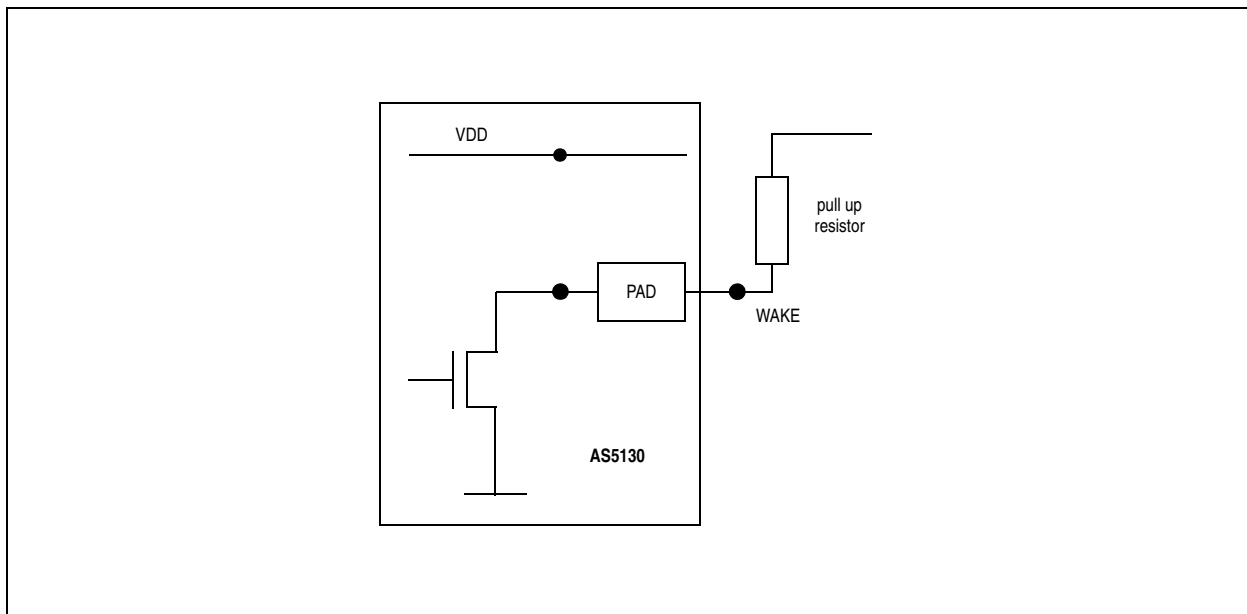 VDD
pull up
resistor
PAD
WAKE
AS5130